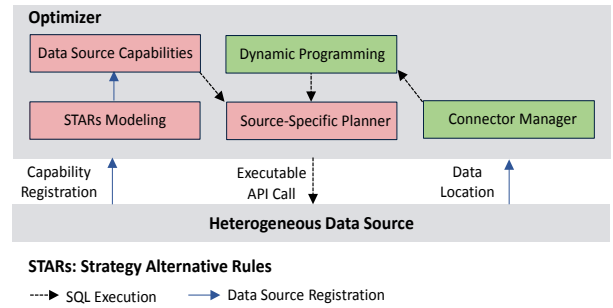 Optimizer
Data Source Capabilities
Dynamic Programming
STARs Modeling
Source-Specific Planner
Connector Manager
Capability
Registration
Executable
API Call
Data
Location
Heterogeneous Data Source
STARs: Strategy Alternative Rules
SQL Execution
Data Source Registration